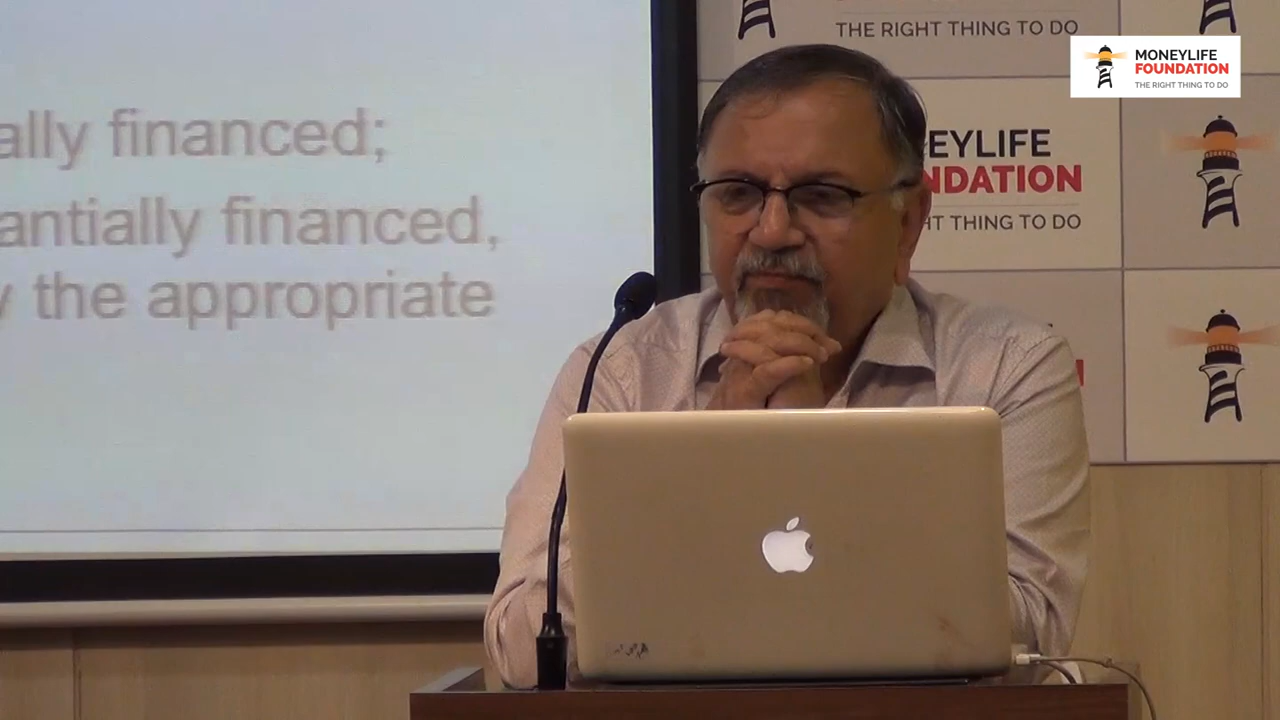 ally financed;
antially financed,
the appropriate
THE RIGHT THING TO DO
MONEYLIFE
FOUNDATION
THE RIGHT THING TO DO
EYLIFE
NDATION
HT THING TO DO